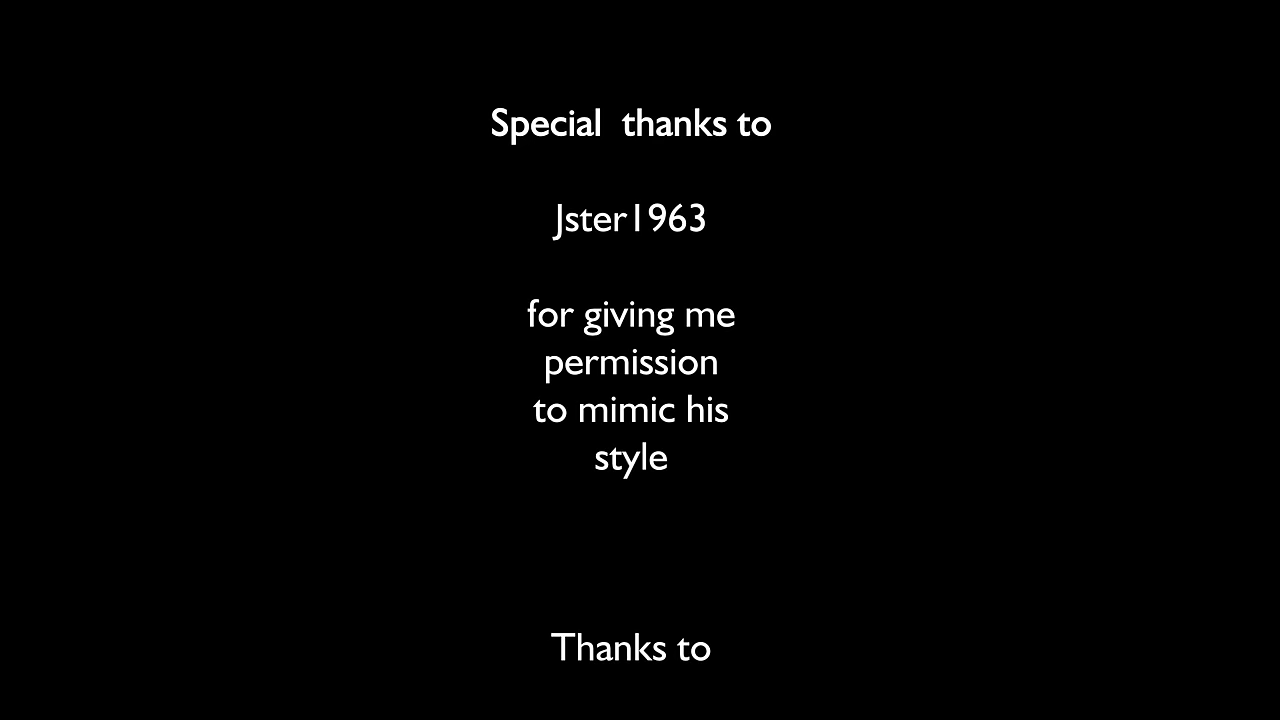 Special  thanks to
Jster1963
for giving me
permission
to mimic his
style
Thanks to